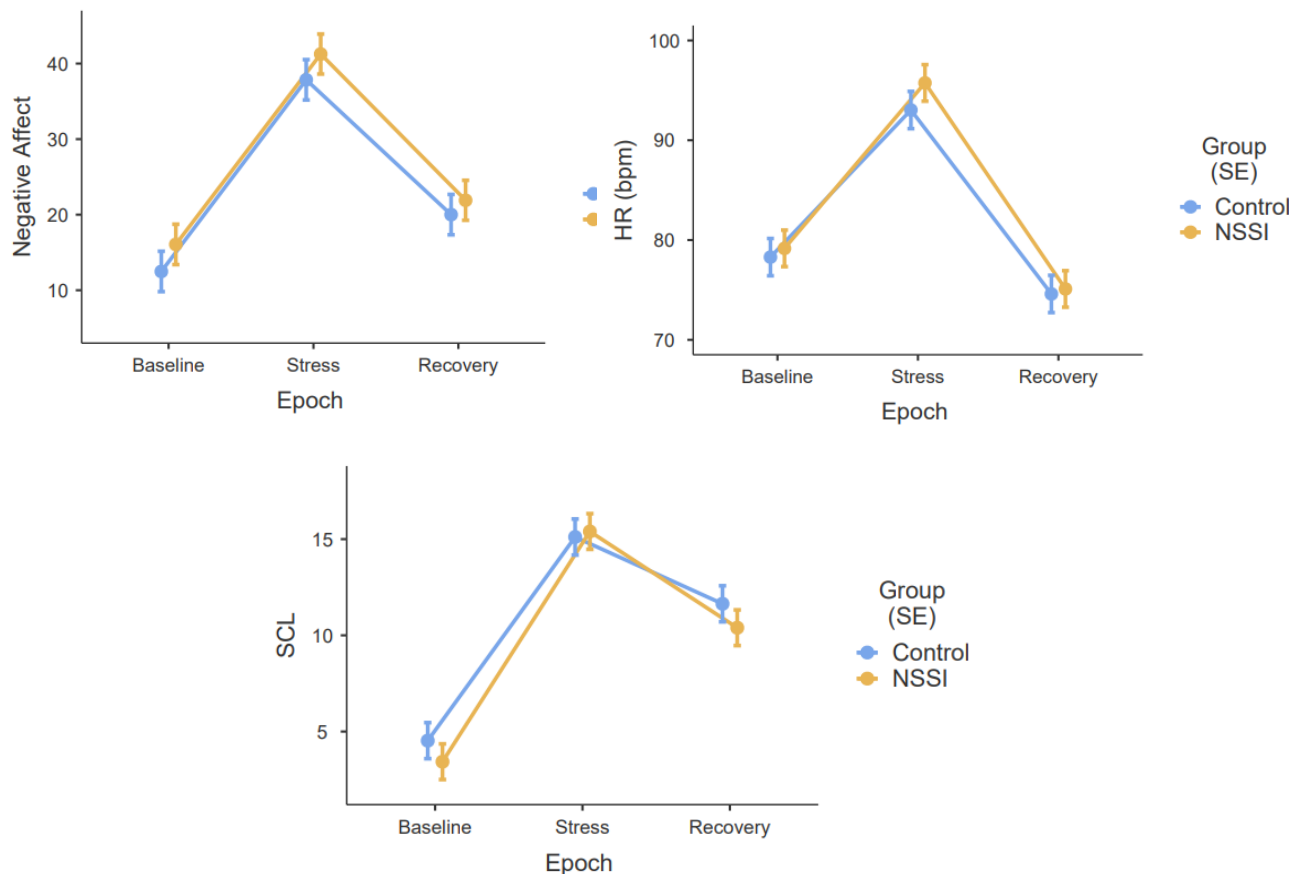 Negative Affect
40
30
20
10
Baseline
Stress
Recovery
Epoch
HR (bpm)
100
90
80
70
Baseline
Stress
Recovery
Epoch
Group
(SE)
Control
NSSI
SCL
15
10
5
Baseline
Stress
Recovery
Epoch
Group
(SE)
Control
NSSI